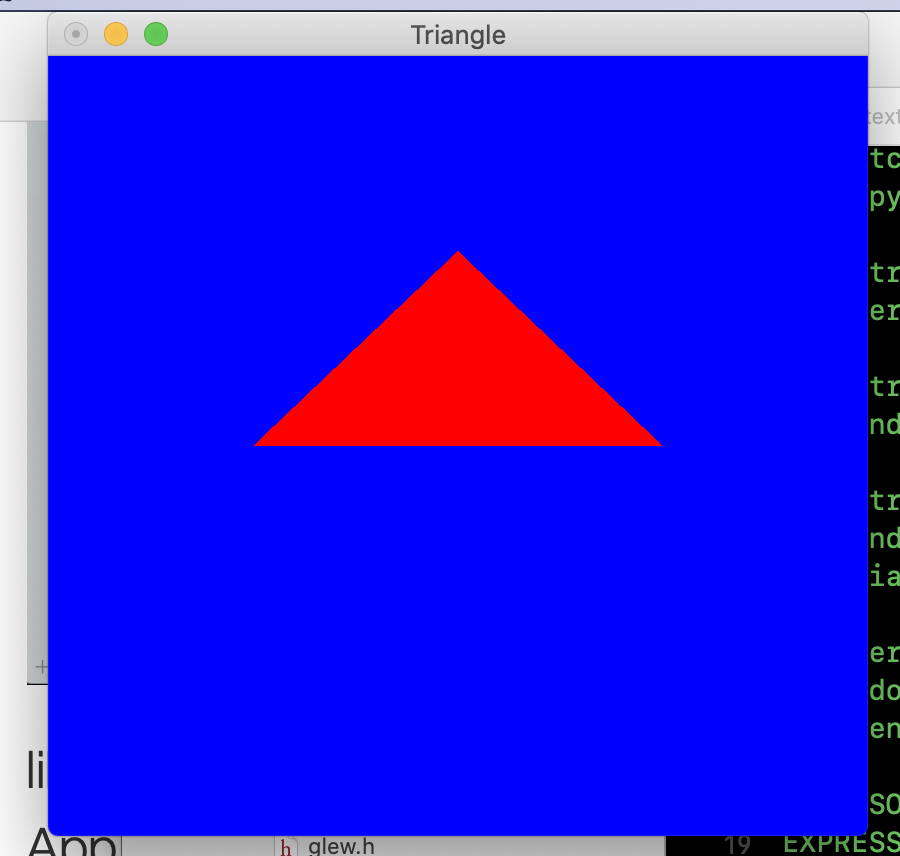 Triangle
text
tc
py
tr
er
tr
nd
tr
nd
ia
er
do
en
li
SO
App
glew.h
19 EXPRESS